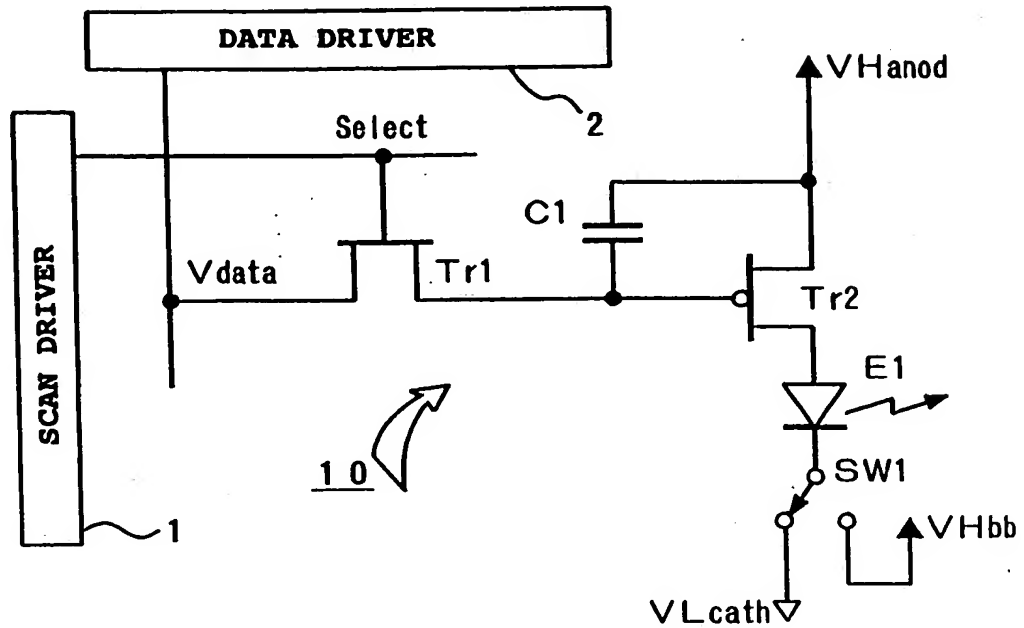 DATA DRIVER
VHanod
2
Select
C1
SCAN DRIVER
Vdata
Tr1
Tr2
E1
10
SW1
1
VHbb
VLcath